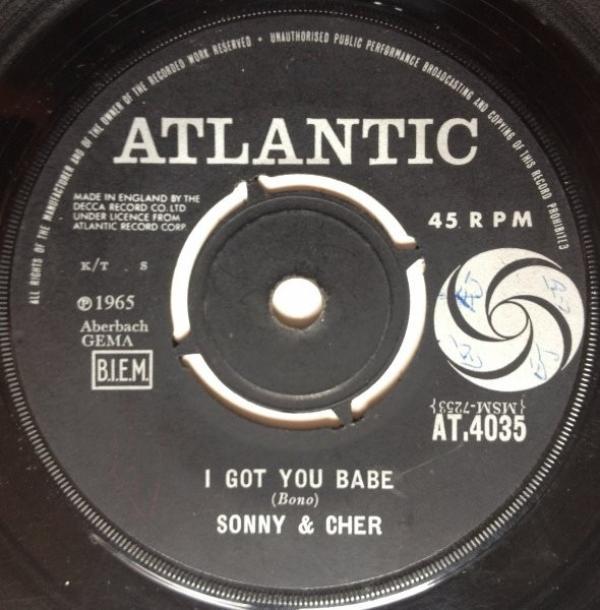 ALL RIGHTS OF THE MANUFACTURER AND OF THE OWNER OF THE RECORDED WORK RESERVED • UNAUTHORISED PUBLIC PERFORMANCE BROADCASTING AND COPYING OF THIS RECORD PROHIBITED
ATLANTIC
MADE IN ENGLAND BY THE
DECCA RECORD CO. LTD
UNDER LICENCE FROM
ATLANTIC RECORD CORP.
45 R P M
K/T . S
℗ 1965
Aberbach
GEMA
B.I.E.M.
{MSM-7253}
AT.4035
I GOT YOU BABE
(Bono)
SONNY & CHER